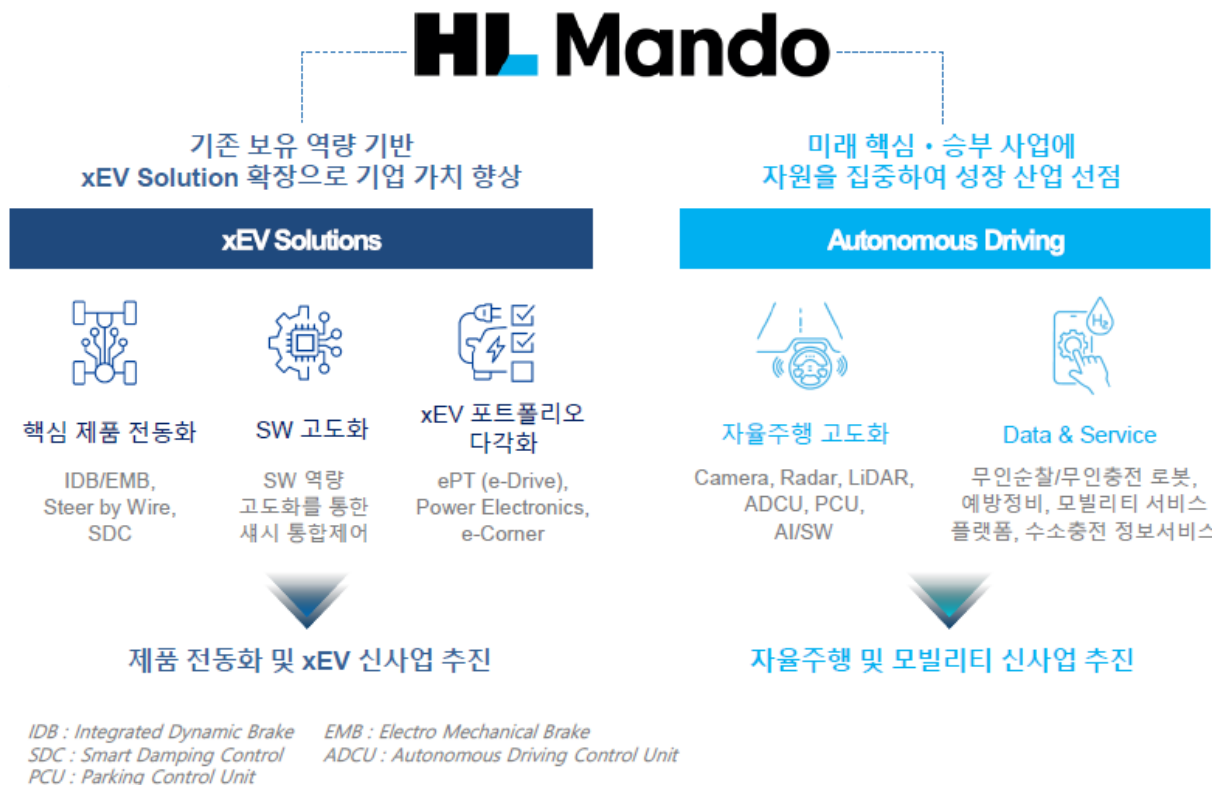 HL Mando
기존 보유 역량 기반
xEV Solution 확장으로 기업 가치 향상
xEV Solutions
핵심 제품 전동화
IDB/EMB,
Steer by Wire,
SDC
SW 고도화
SW 역량
고도화를 통한
섀시 통합제어
xEV 포트폴리오
다각화
ePT (e-Drive),
Power Electronics,
e-Corner
제품 전동화 및 xEV 신사업 추진
미래 핵심・승부 사업에
자원을 집중하여 성장 산업 선점
Autonomous Driving
자율주행 고도화
Camera, Radar, LiDAR,
ADCU, PCU,
AI/SW
H₂
Data & Service
무인순찰/무인충전 로봇,
예방정비, 모빌리티 서비스
플랫폼, 수소충전 정보서비스
자율주행 및 모빌리티 신사업 추진
IDB : Integrated Dynamic Brake EMB : Electro Mechanical Brake
SDC : Smart Damping Control ADCU : Autonomous Driving Control Unit
PCU : Parking Control Unit